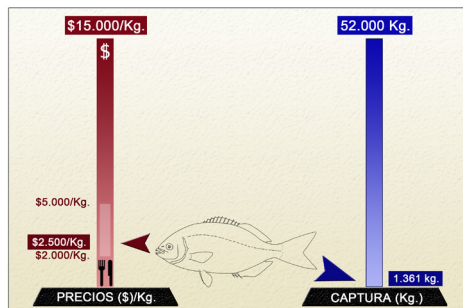 $15.000/Kg.
52.000 Kg.
$
$5.000/Kg.
$2.500/Kg.
$2.000/Kg.
1.361 kg.
PRECIOS ($)/Kg.
CAPTURA (Kg.)